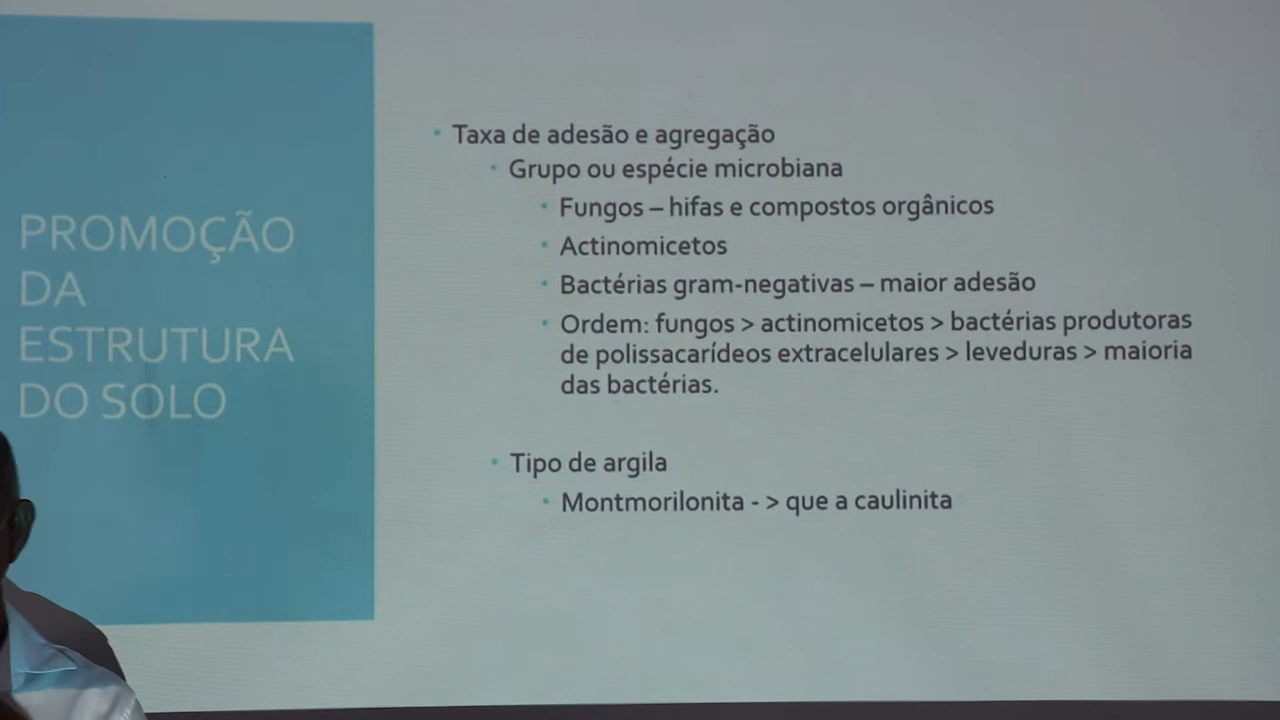 PROMOÇÃO
DA
ESTRUTURA
DO SOLO
• Taxa de adesão e agregação
• Grupo ou espécie microbiana
• Fungos – hifas e compostos orgânicos
• Actinomicetos
• Bactérias gram-negativas – maior adesão
• Ordem: fungos > actinomicetos > bactérias produtoras
de polissacarídeos extracelulares > leveduras > maioria
das bactérias.
• Tipo de argila
• Montmorilonita - > que a caulinita